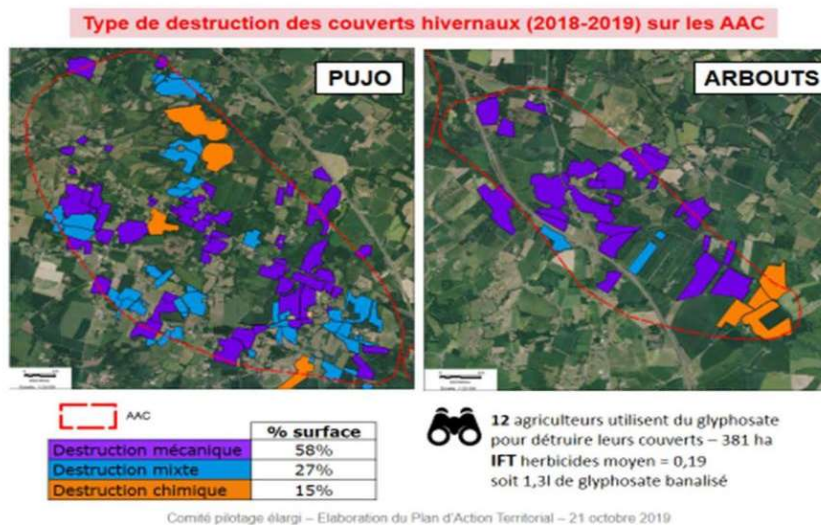 Type de destruction des couverts hivernaux (2018-2019) sur les AAC
PUJO
ARBOUTS
AAC
% surface
Destruction mécanique 58%
Destruction mixte 27%
Destruction chimique 15%
12 agriculteurs utilisent du glyphosate
pour détruire leurs couverts – 381 ha
IFT herbicides moyen = 0,19
soit 1,3l de glyphosate banalisé
Comité pilotage élargi – Elaboration du Plan d'Action Territorial – 21 octobre 2019